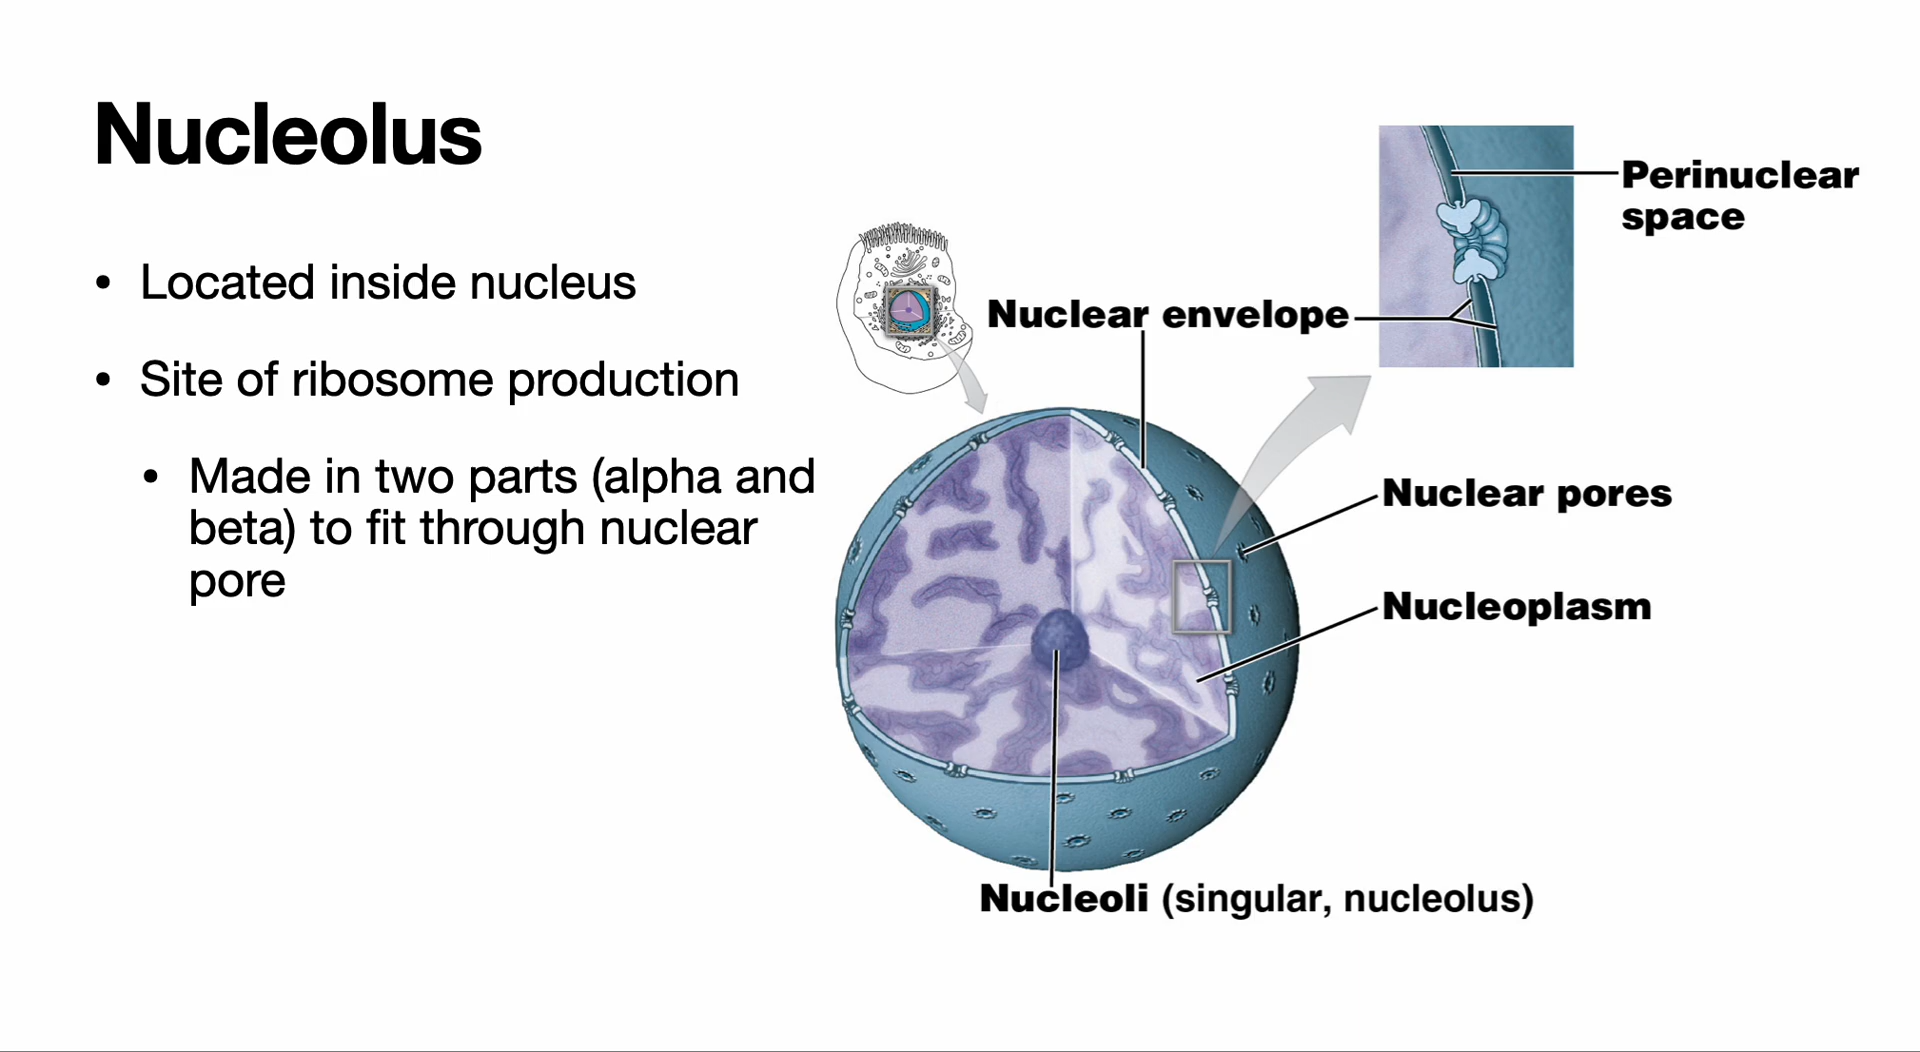 Nucleolus
• Located inside nucleus
• Site of ribosome production
• Made in two parts (alpha and
beta) to fit through nuclear
pore
Perinuclear
space
Nuclear envelope
Nuclear pores
Nucleoplasm
Nucleoli (singular, nucleolus)